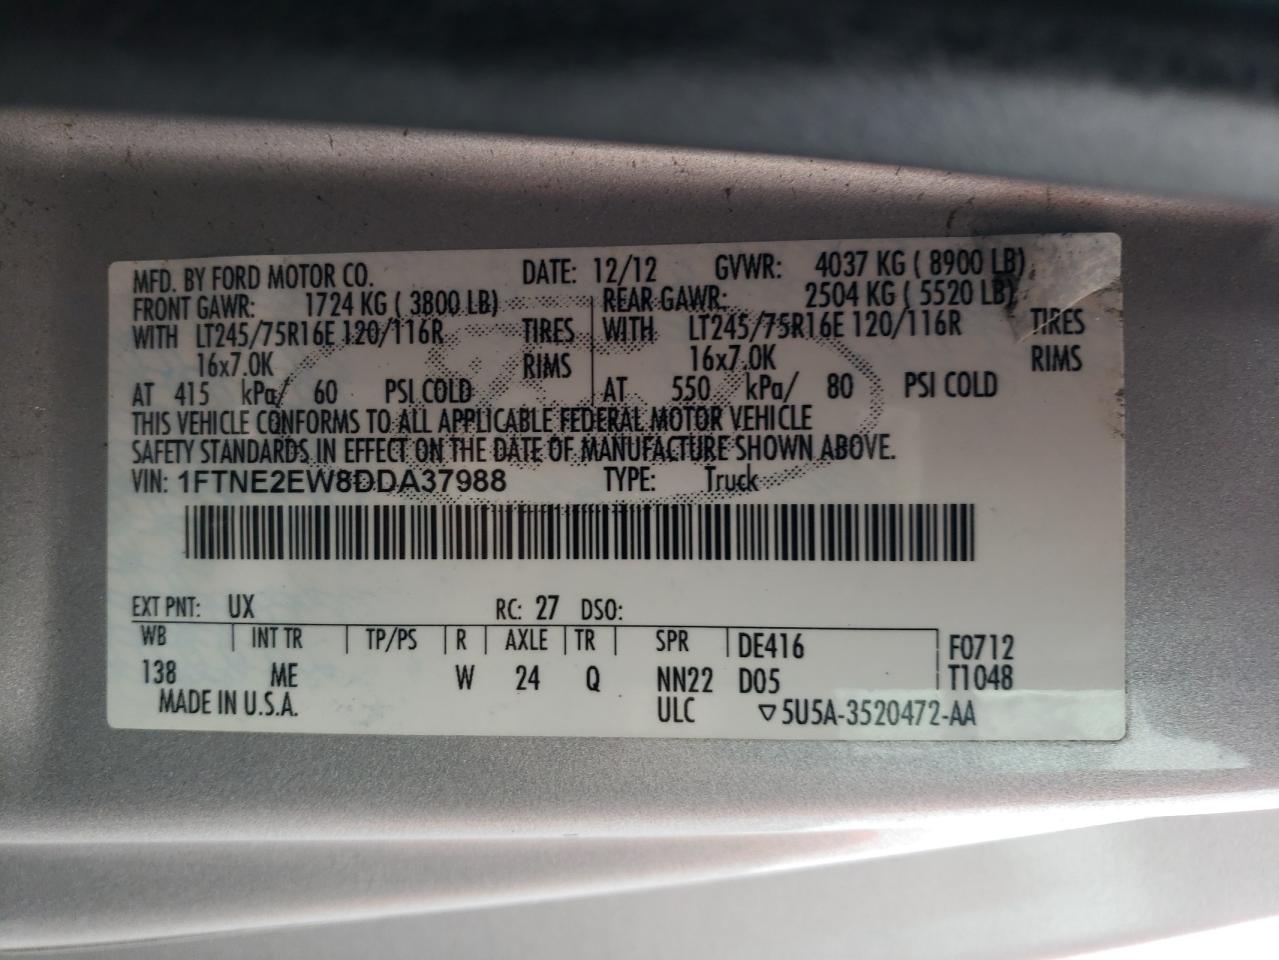 MFD. BY FORD MOTOR CO. DATE: 12/12 GVWR: 4037 KG ( 8900 LB)
FRONT GAWR: 1724 KG ( 3800 LB) REAR GAWR: 2504 KG ( 5520 LB)
WITH LT245/75R16E 120/116R TIRES WITH LT245/75R16E 120/116R TIRES
16x7.0K RIMS 16x7.0K RIMS
AT 415 kPa/ 60 PSI COLD AT 550 kPa/ 80 PSI COLD
THIS VEHICLE CONFORMS TO ALL APPLICABLE FEDERAL MOTOR VEHICLE
SAFETY STANDARDS IN EFFECT ON THE DATE OF MANUFACTURE SHOWN ABOVE.
VIN: 1FTNE2EW8DDA37988 TYPE: Truck
EXT PNT: UX RC: 27 DSO:
WB INT TR TP/PS R AXLE TR SPR DE416 F0712
138 ME W 24 Q NN22 D05 T1048
MADE IN U.S.A. ULC ▽5U5A-3520472-AA